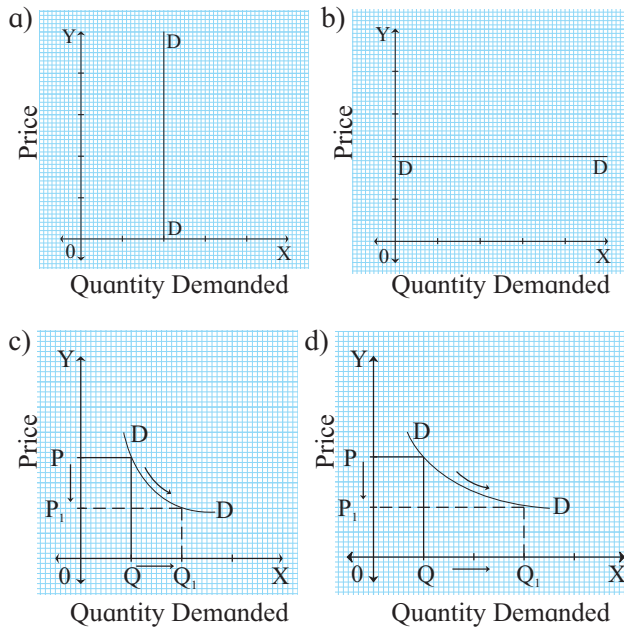 a)
Y
D
Price
D
0
X
Quantity Demanded
b)
Y
Price
D
D
0
X
Quantity Demanded
c)
Y
D
Price
P
P₁
D
0
Q
Q₁
X
Quantity Demanded
d)
Y
D
Price
P
P₁
D
0
Q
Q₁
X
Quantity Demanded